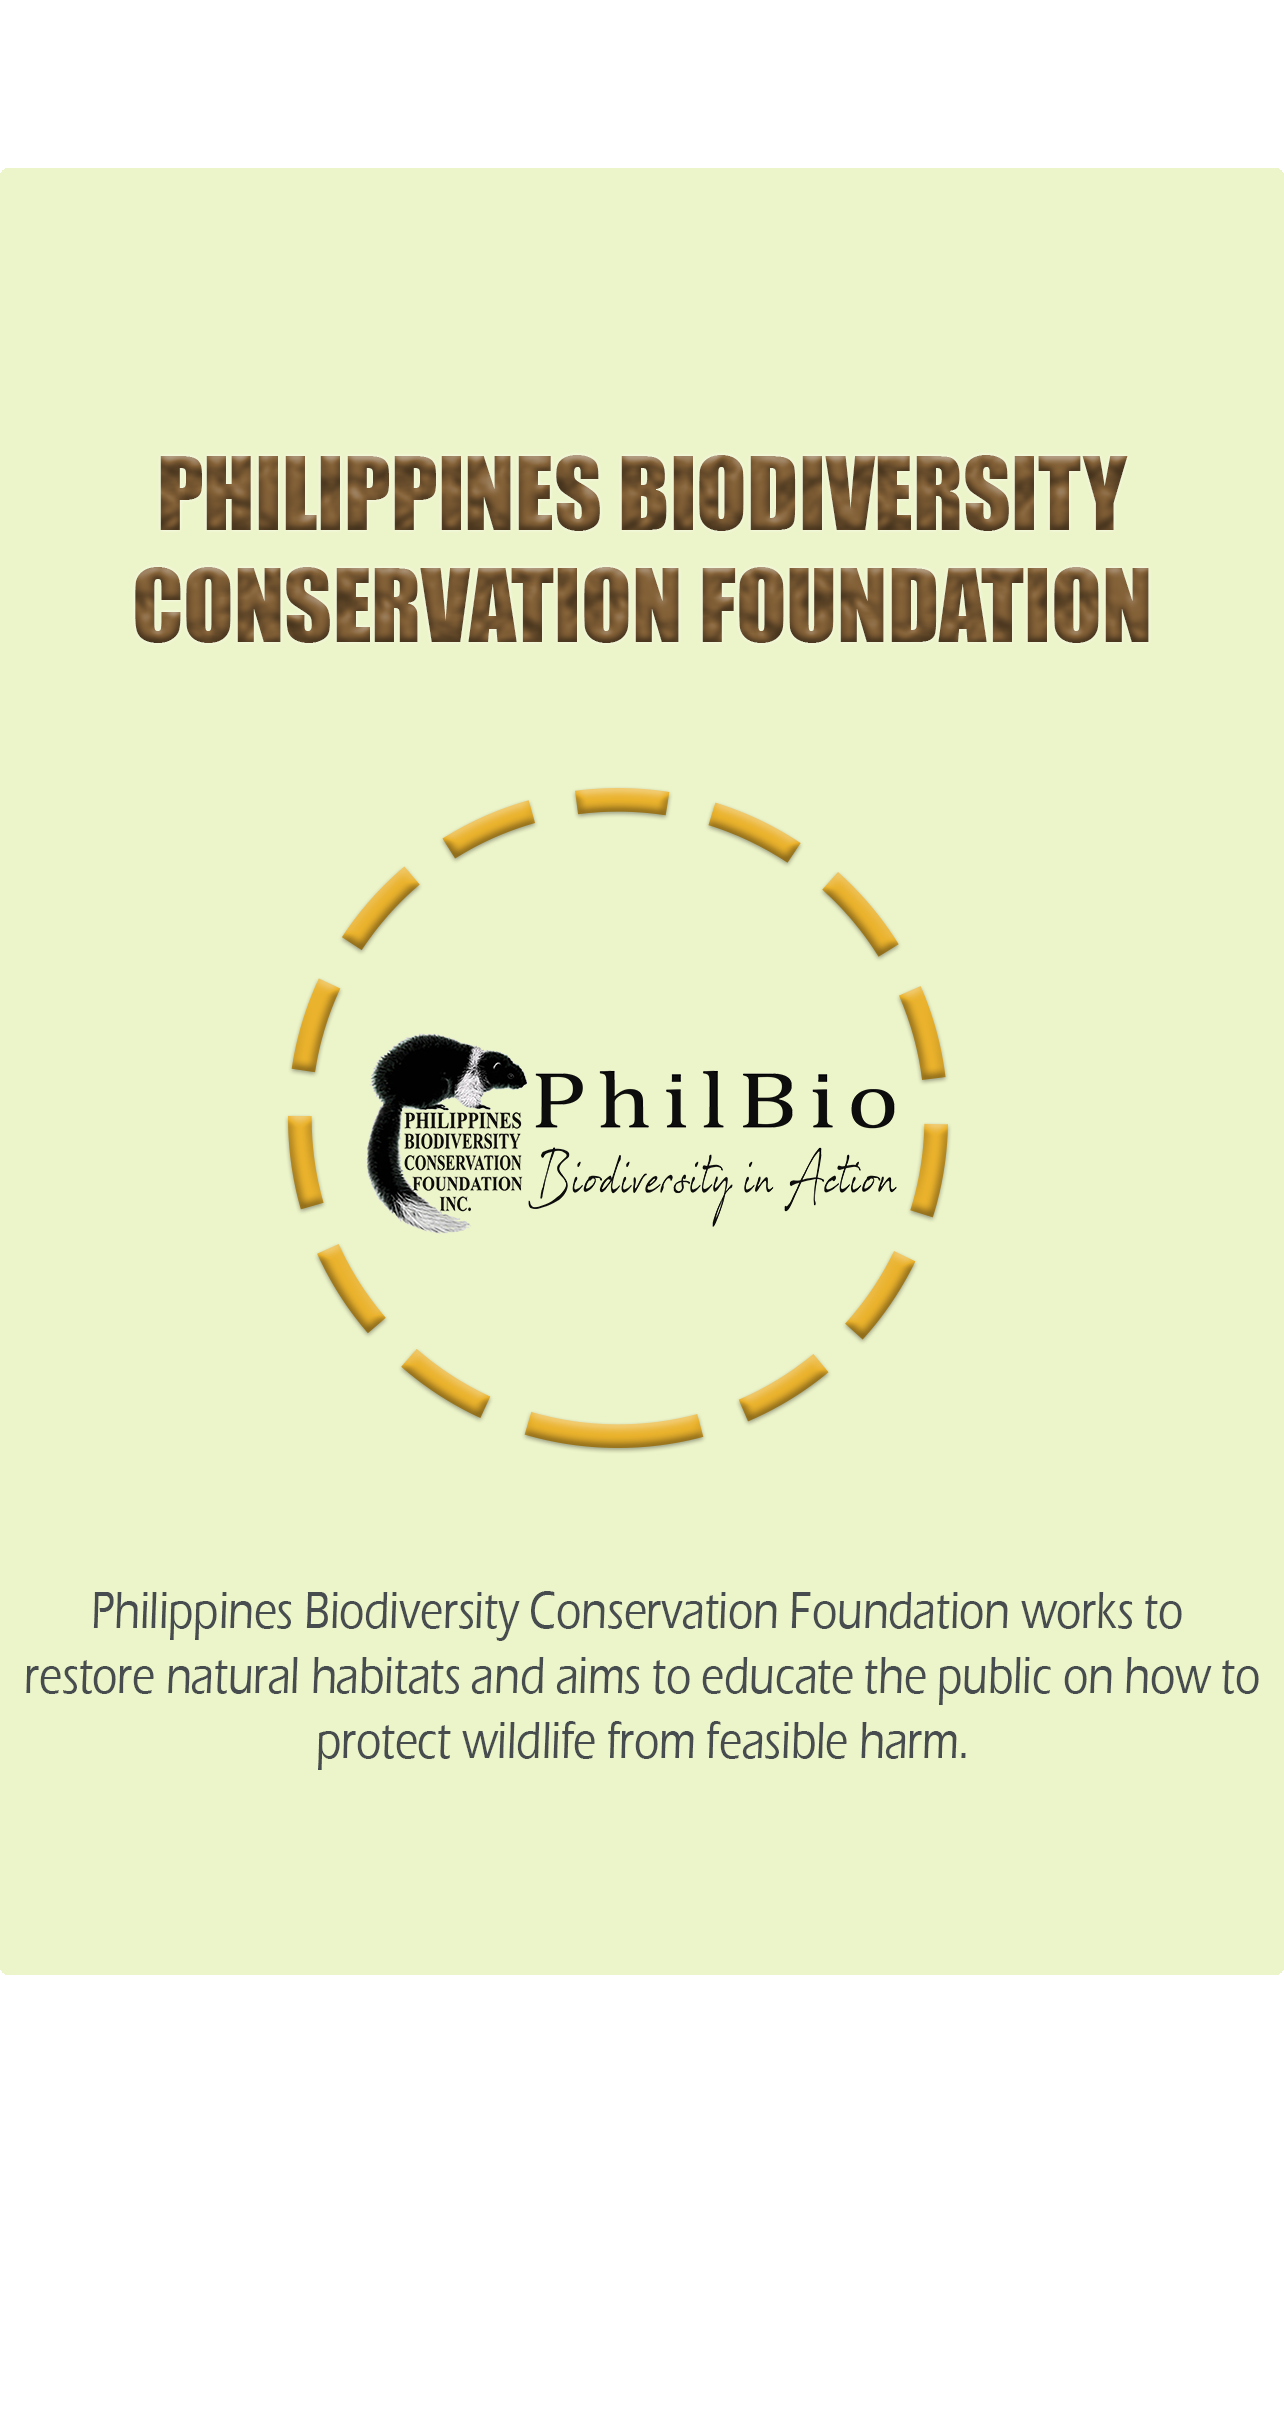 PHILIPPINES BIODIVERSITY
CONSERVATION FOUNDATION
PHILIPPINES
BIODIVERSITY
CONSERVATION
FOUNDATION
INC.
PhilBio
Biodiversity in Action
Philippines Biodiversity Conservation Foundation works to
restore natural habitats and aims to educate the public on how to
protect wildlife from feasible harm.